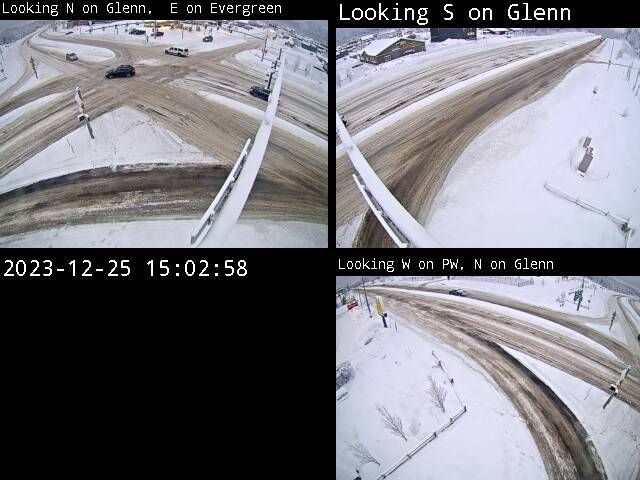 Looking N on Glenn,  E on Evergreen
Looking S on Glenn
2023-12-25 15:02:58
Looking W on PW, N on Glenn